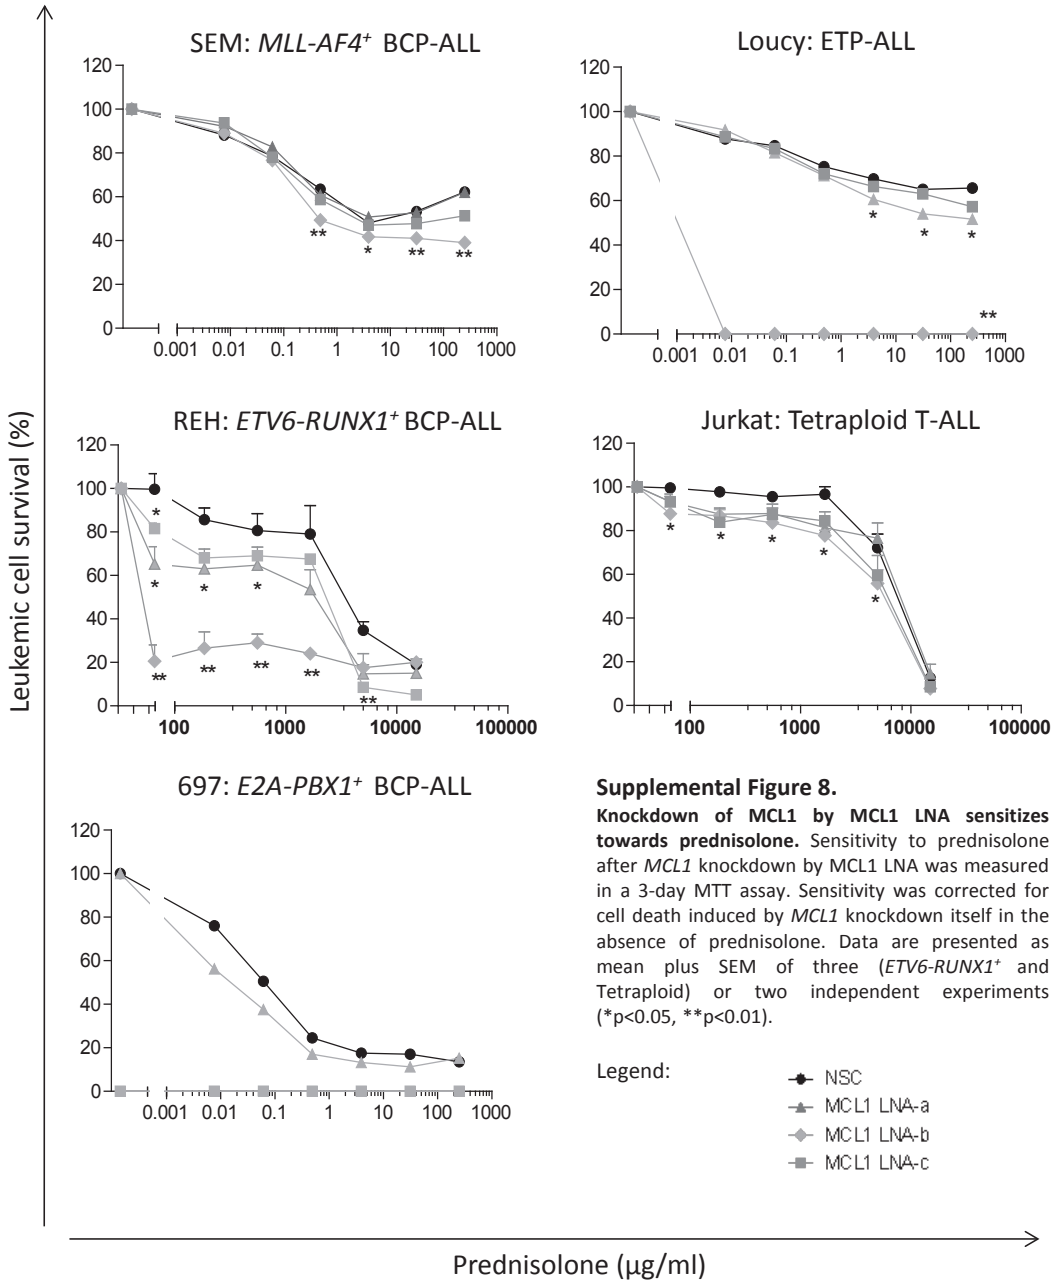 Leukemic cell survival (%)
SEM: MLL-AF4+ BCP-ALL
120
100
80
60
40
20
0
0.001 0.01 0.1 1 10 100 1000
** * ** **
Loucy: ETP-ALL
120
100
80
60
40
20
0
0.001 0.01 0.1 1 10 100 1000
* * *
**
REH: ETV6-RUNX1+ BCP-ALL
120
100
80
60
40
20
0
100 1000 10000 100000
*
* * *
** ** ** ** **
Jurkat: Tetraploid T-ALL
120
100
80
60
40
20
0
100 1000 10000 100000
* * * * *
697: E2A-PBX1+ BCP-ALL
120
100
80
60
40
20
0
0.001 0.01 0.1 1 10 100 1000
Supplemental Figure 8.
Knockdown of MCL1 by MCL1 LNA sensitizes
towards prednisolone. Sensitivity to prednisolone
after MCL1 knockdown by MCL1 LNA was measured
in a 3-day MTT assay. Sensitivity was corrected for
cell death induced by MCL1 knockdown itself in the
absence of prednisolone. Data are presented as
mean plus SEM of three (ETV6-RUNX1+ and
Tetraploid) or two independent experiments
(*p<0.05, **p<0.01).
Legend:
NSC
MCL1 LNA-a
MCL1 LNA-b
MCL1 LNA-c
Prednisolone (µg/ml)